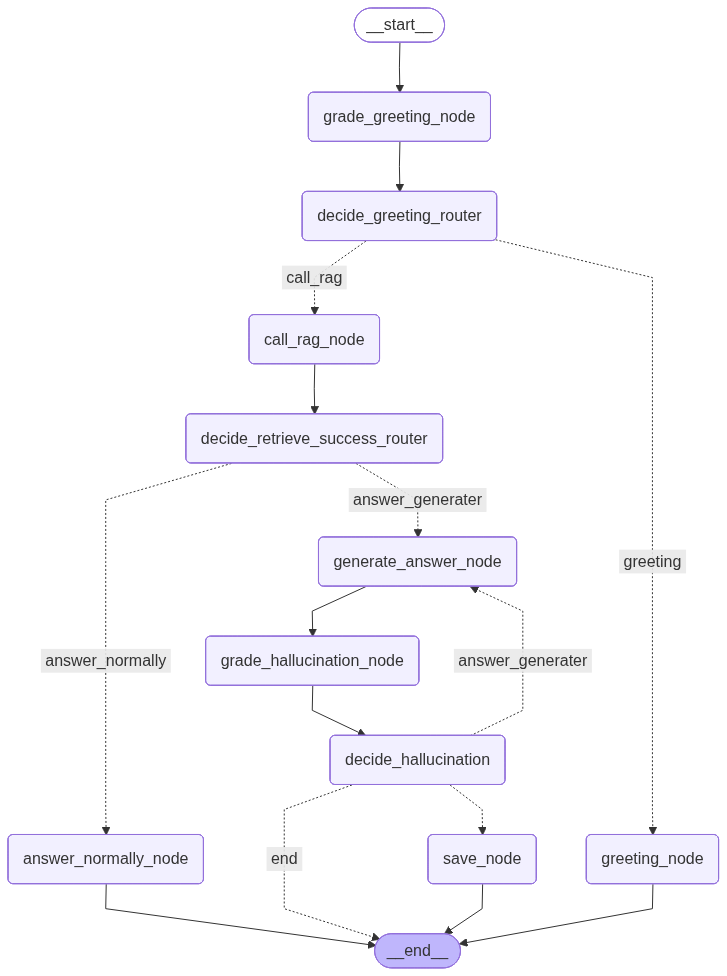 __start__
grade_greeting_node
decide_greeting_router
call_rag
call_rag_node
decide_retrieve_success_router
answer_generater
generate_answer_node
greeting
grade_hallucination_node
answer_normally
answer_generater
decide_hallucination
answer_normally_node
end
save_node
greeting_node
__end__